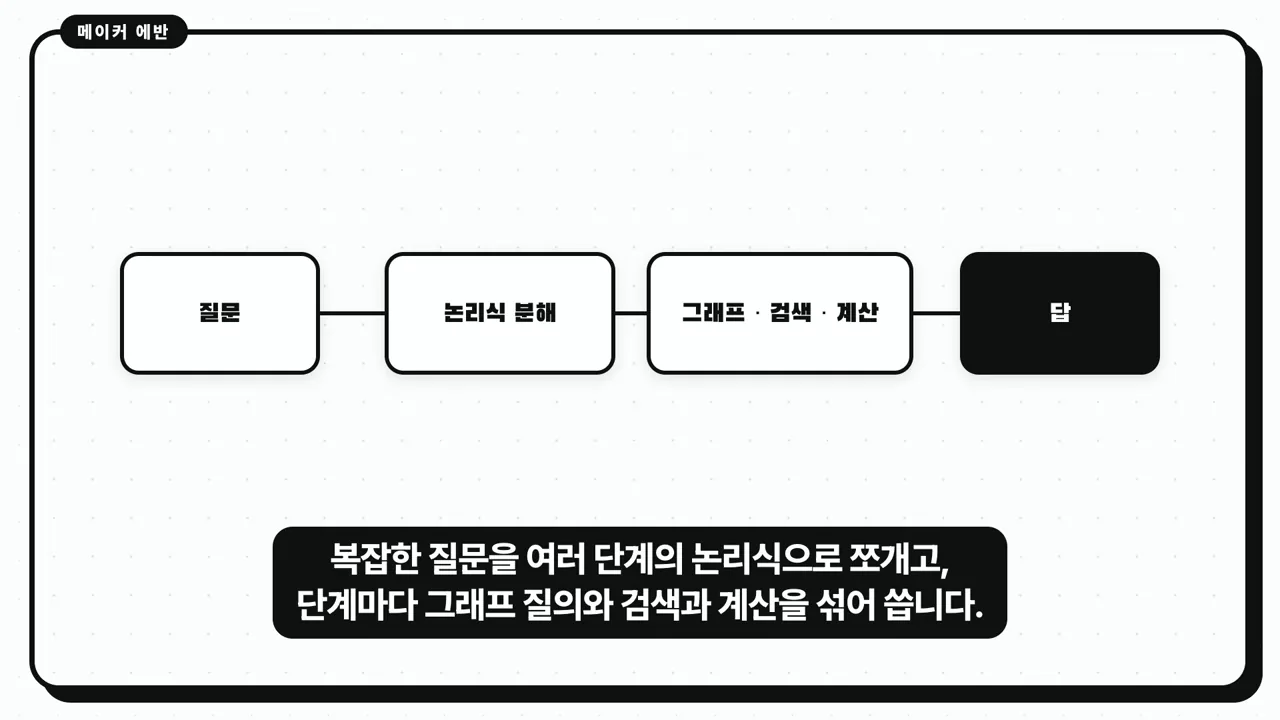 메이커 에반
질문
논리식 분해
그래프 · 검색 · 계산
답
복잡한 질문을 여러 단계의 논리식으로 쪼개고,
단계마다 그래프 질의와 검색과 계산을 섞어 씁니다.